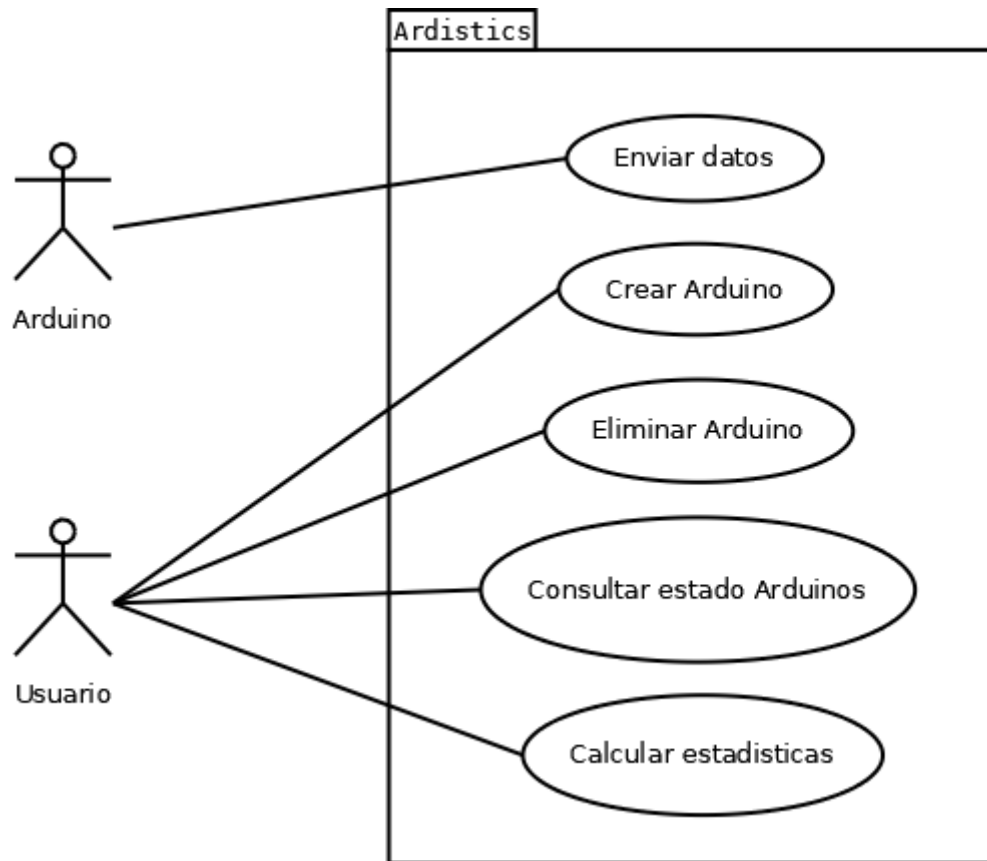 Ardistics
Enviar datos
Arduino
Crear Arduino
Eliminar Arduino
Consultar estado Arduinos
Usuario
Calcular estadisticas